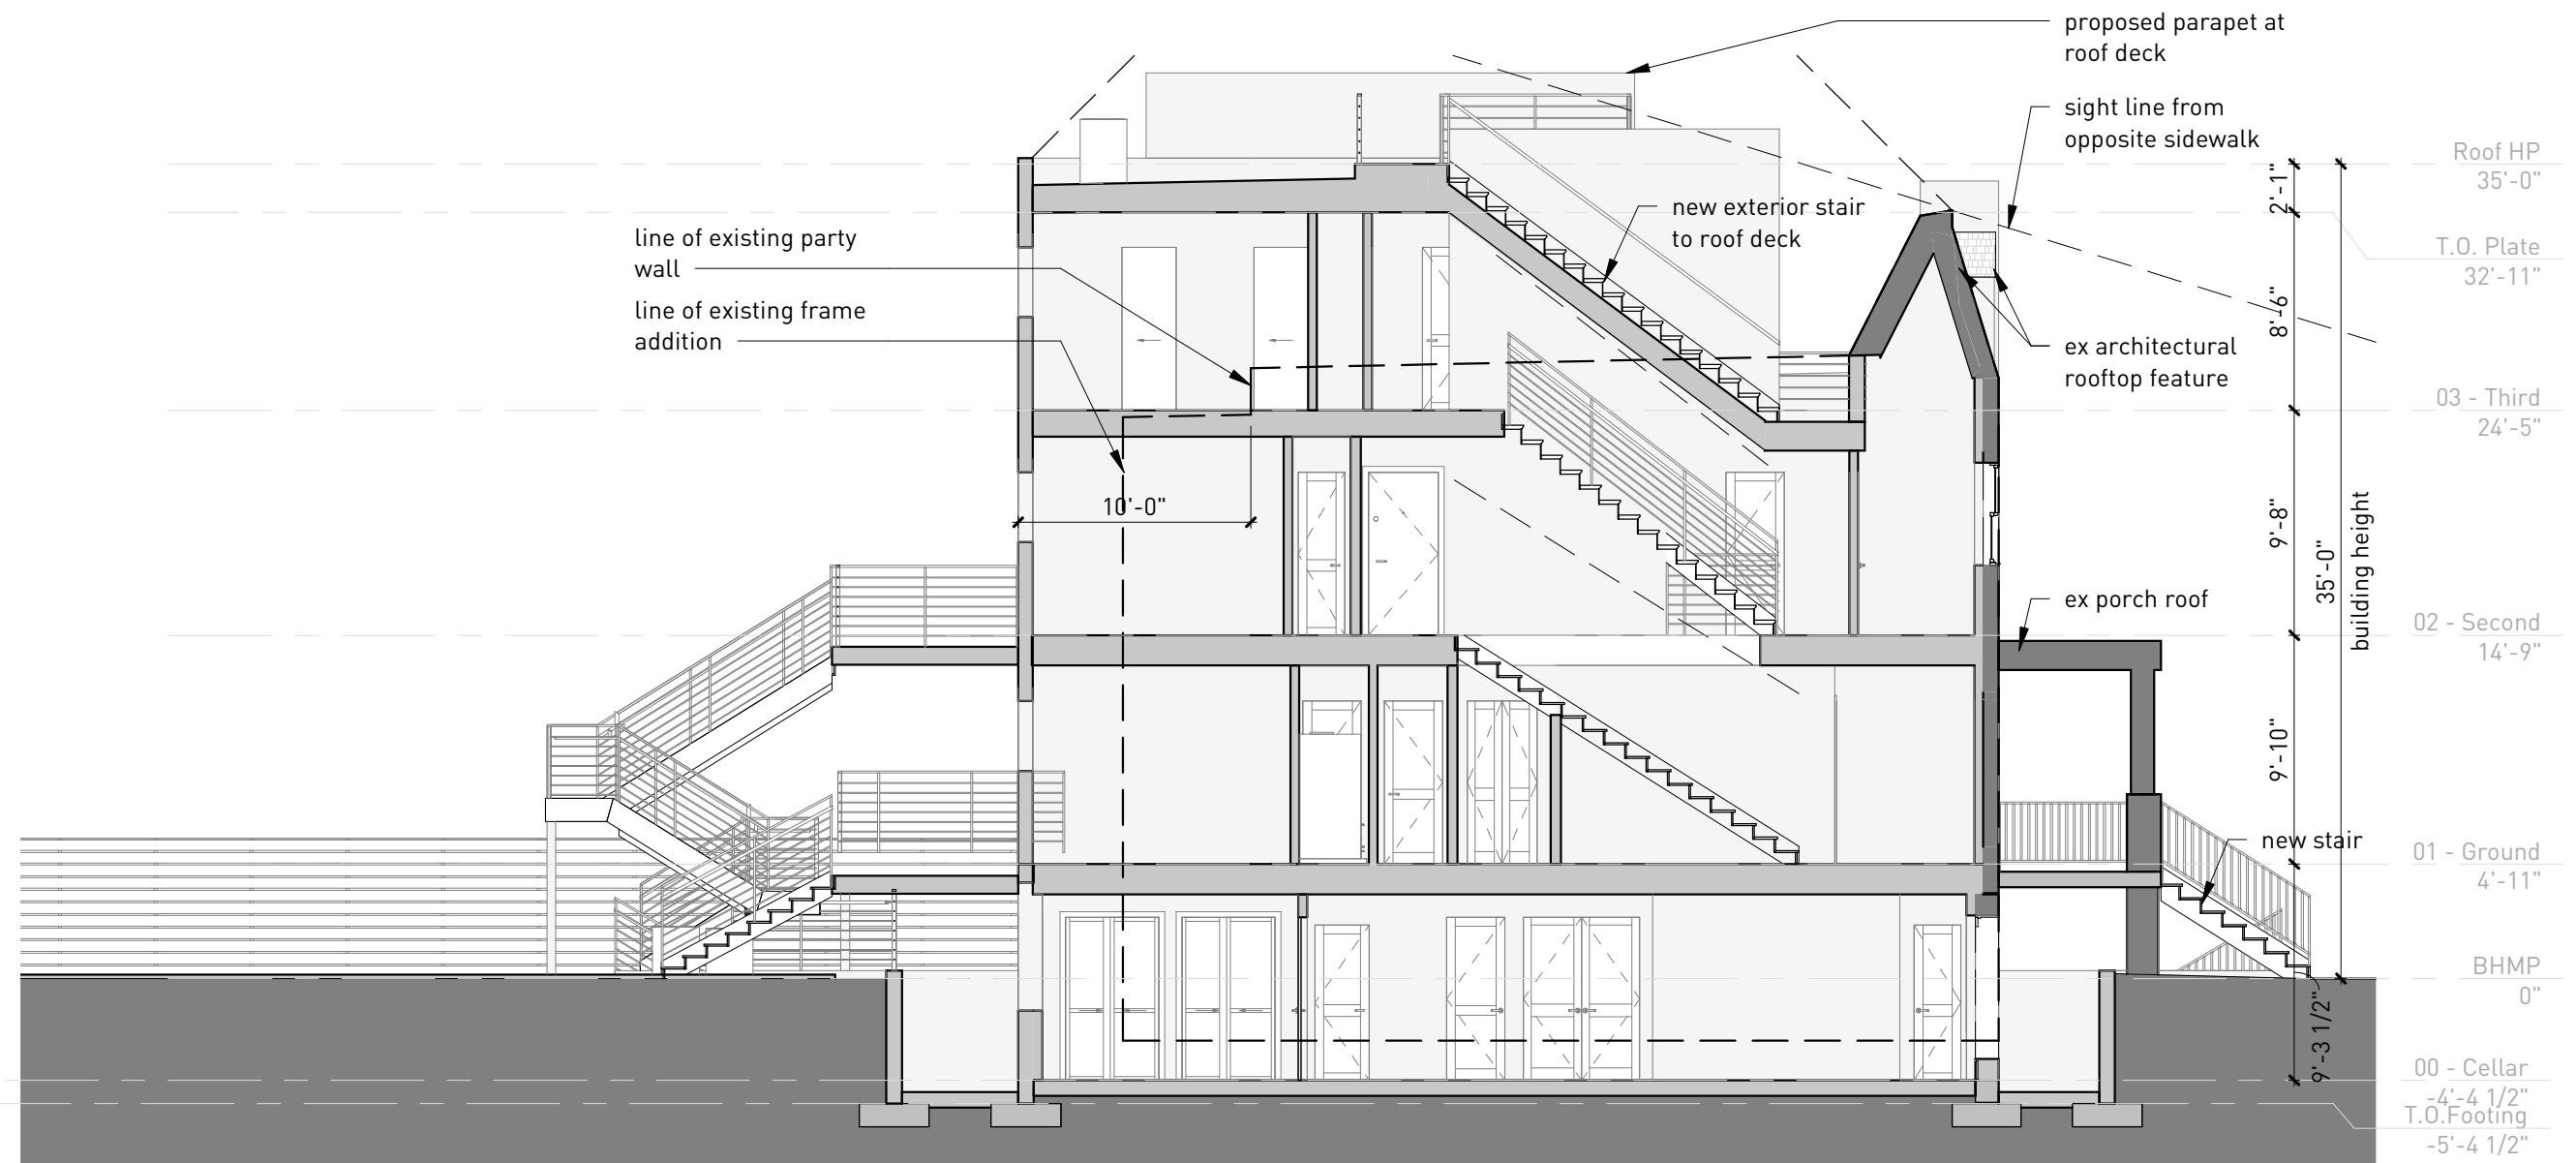 proposed parapet at
roof deck
sight line from
opposite sidewalk
Roof HP
35'-0"
2'-1"
new exterior stair
to roof deck
line of existing party
wall
T.O. Plate
32'-11"
line of existing frame
addition
8'-6"
ex architectural
rooftop feature
03 - Third
24'-5"
10'-0"
9'-8"
35'-0"
building height
ex porch roof
02 - Second
14'-9"
9'-10"
new stair
01 - Ground
4'-11"
BHMP
0"
9'-3 1/2"
00 - Cellar
-4'-4 1/2"
T.O.Footing
-5'-4 1/2"